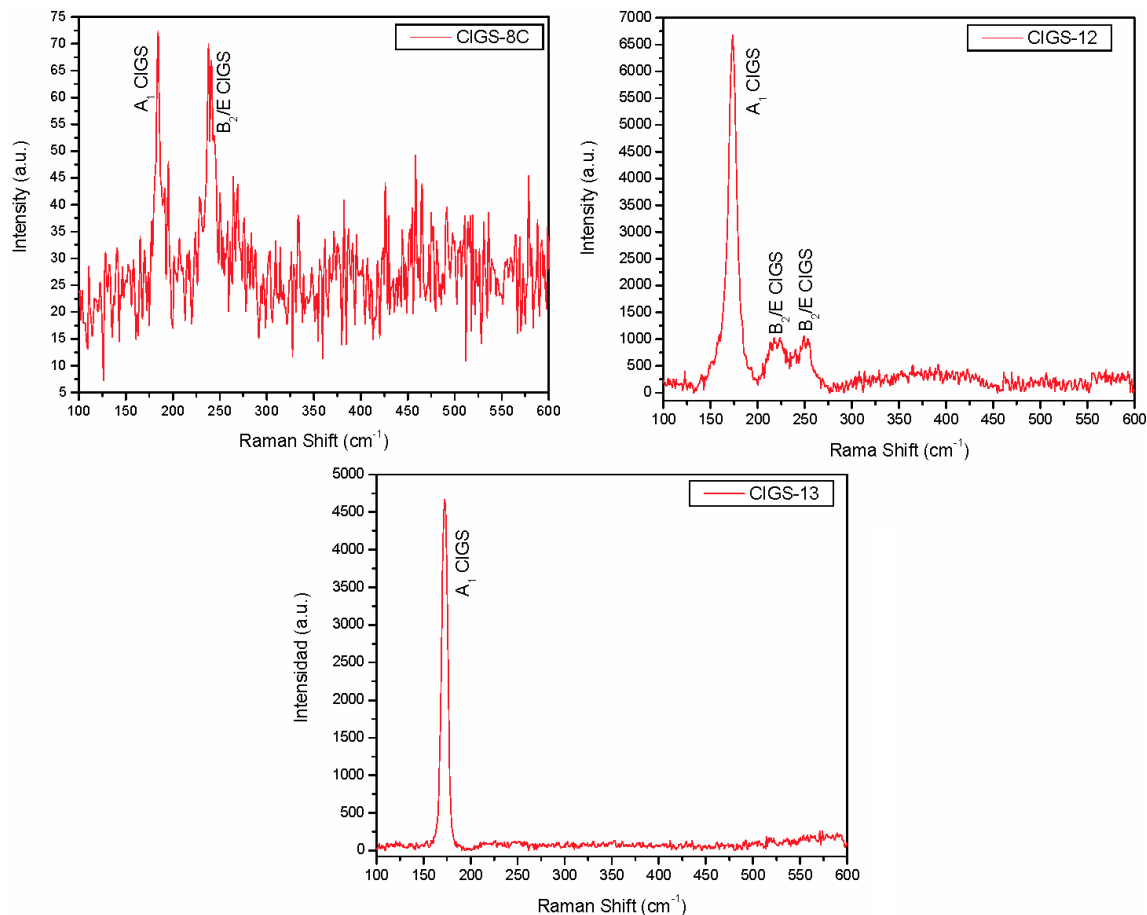 CIGS-8C
75
70
65
60
55
50
45
40
35
30
25
20
15
10
5
Intensity (a.u.)
A₁ CIGS
B₂/E CIGS
100 150 200 250 300 350 400 450 500 550 600
Raman Shift (cm⁻¹)
CIGS-12
7000
6500
6000
5500
5000
4500
4000
3500
3000
2500
2000
1500
1000
500
0
Intensity (a.u.)
A₁ CIGS
B₂/E CIGS
B₂/E CIGS
100 150 200 250 300 350 400 450 500 550 600
Rama Shift (cm⁻¹)
CIGS-13
5000
4500
4000
3500
3000
2500
2000
1500
1000
500
0
Intensidad (a.u.)
A₁ CIGS
100 150 200 250 300 350 400 450 500 550 600
Raman Shift (cm⁻¹)